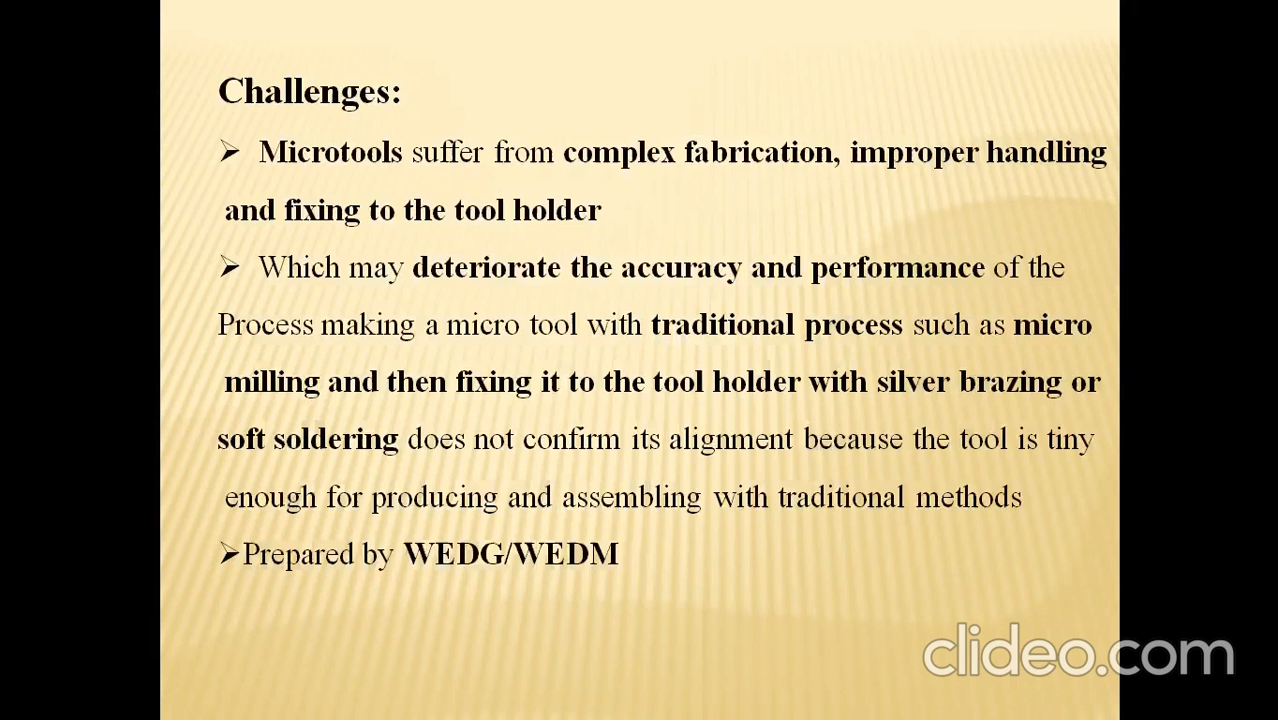 Challenges:
➢ Microtools suffer from complex fabrication, improper handling
and fixing to the tool holder
➢ Which may deteriorate the accuracy and performance of the
Process making a micro tool with traditional process such as micro
milling and then fixing it to the tool holder with silver brazing or
soft soldering does not confirm its alignment because the tool is tiny
enough for producing and assembling with traditional methods
➢Prepared by WEDG/WEDM
clideo.com